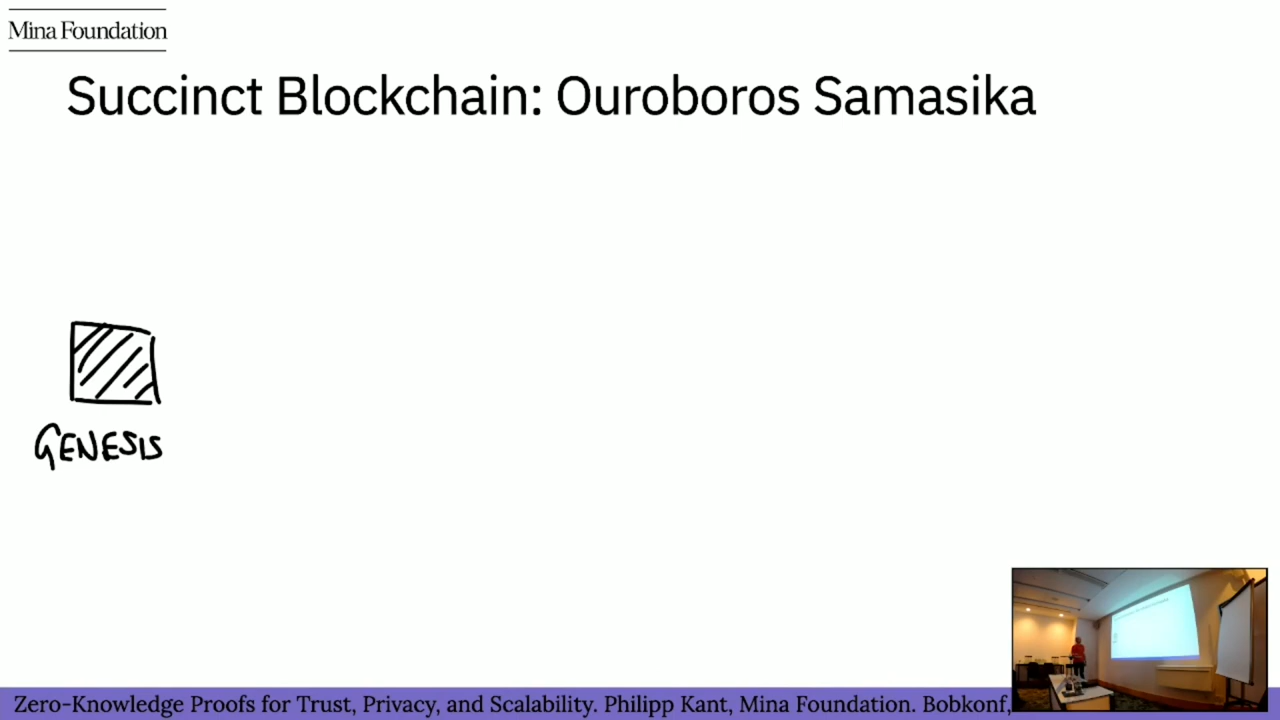 Mina Foundation
Succinct Blockchain: Ouroboros Samasika
GENESIS
Zero-Knowledge Proofs for Trust, Privacy, and Scalability. Philipp Kant, Mina Foundation. Bobkonf,